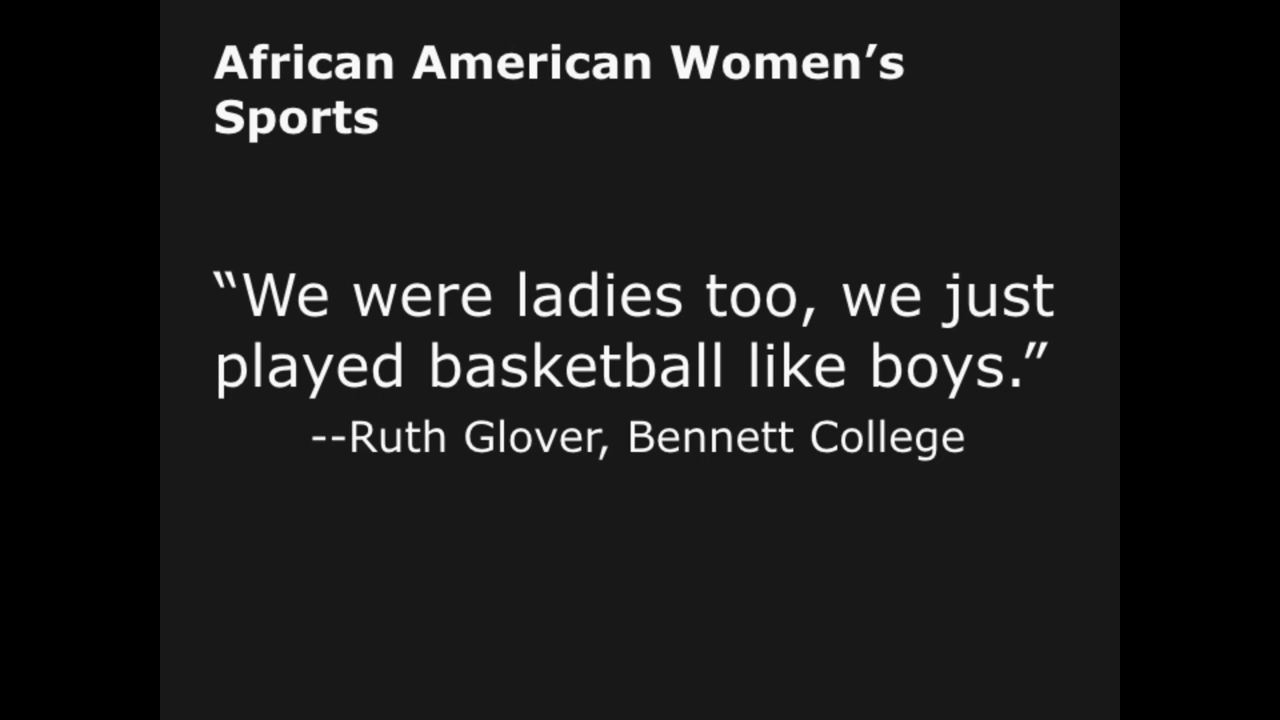 African American Women’s
Sports
“We were ladies too, we just
played basketball like boys.”
--Ruth Glover, Bennett College